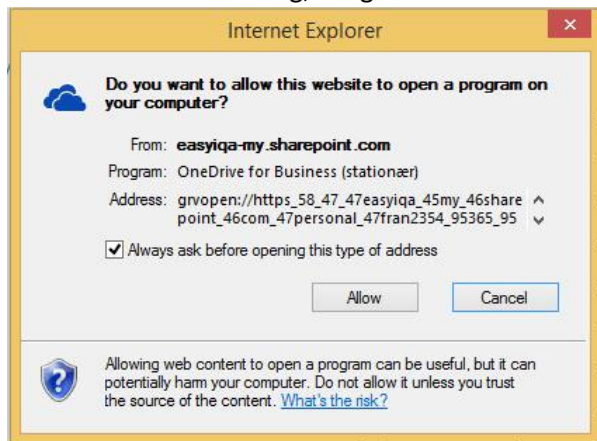 Internet Explorer
Do you want to allow this website to open a program on
your computer?
From: easyiqa-my.sharepoint.com
Program: OneDrive for Business (stationær)
Address: grvopen://https_58_47_47easyiqa_45my_46share
point_46com_47personal_47fran2354_95365_95
Always ask before opening this type of address
Allow Cancel
Allowing web content to open a program can be useful, but it can
potentially harm your computer. Do not allow it unless you trust
the source of the content. What's the risk?